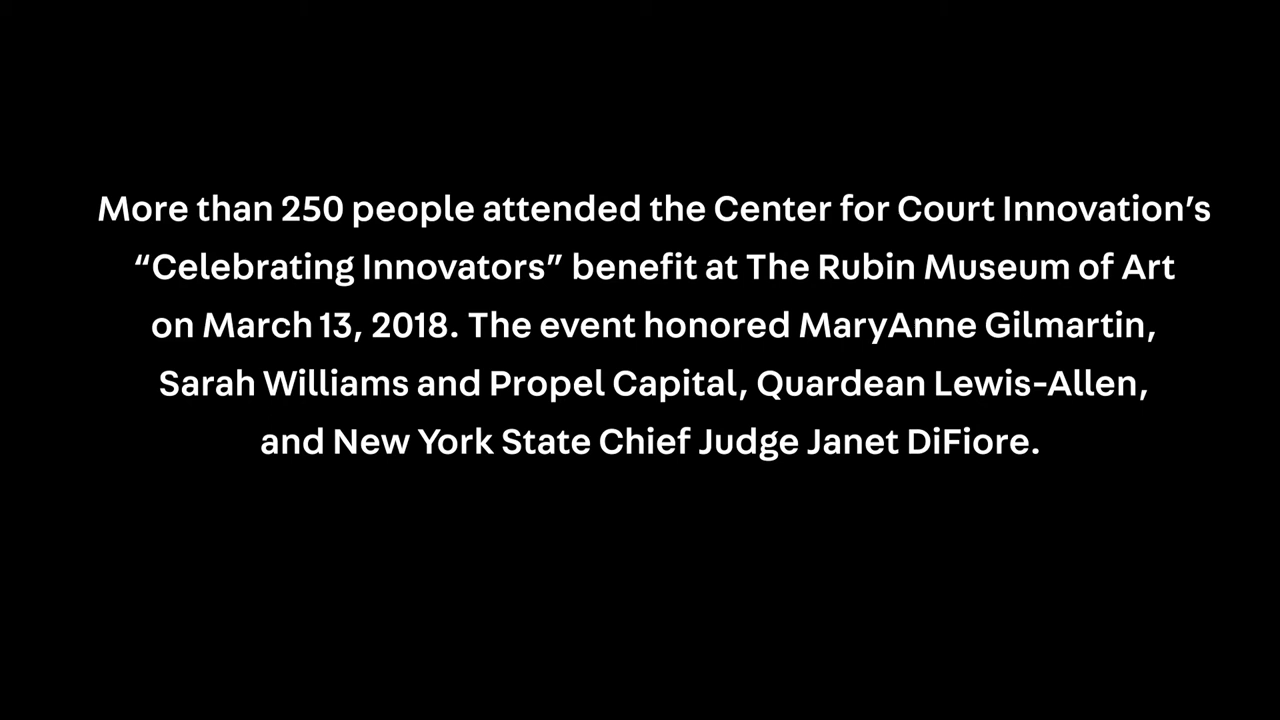 More than 250 people attended the Center for Court Innovation’s
“Celebrating Innovators” benefit at The Rubin Museum of Art
on March 13, 2018. The event honored MaryAnne Gilmartin,
Sarah Williams and Propel Capital, Quardean Lewis-Allen,
and New York State Chief Judge Janet DiFiore.